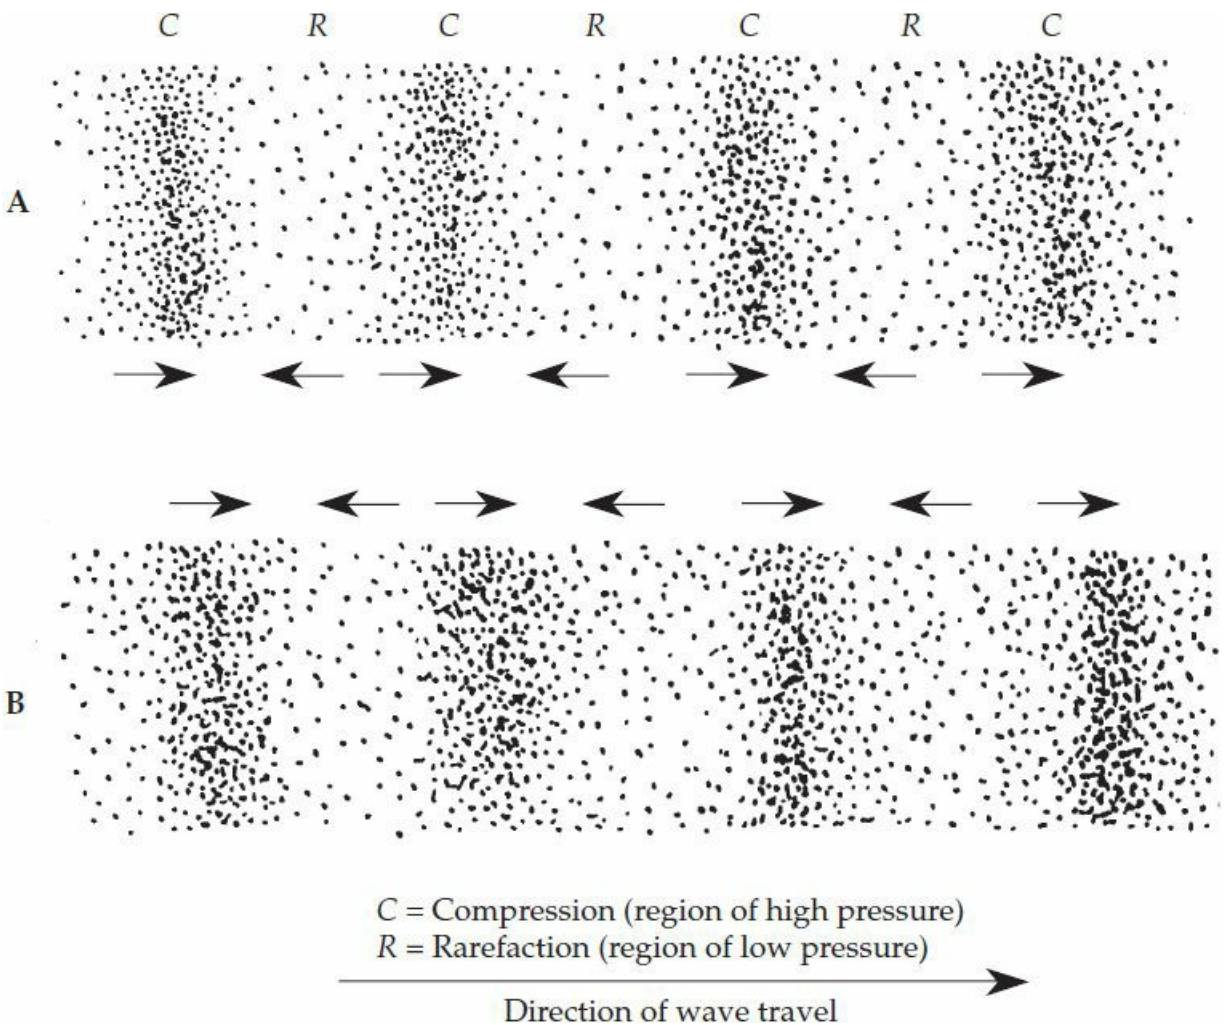 C R C R C R C
A
B
C = Compression (region of high pressure)
R = Rarefaction (region of low pressure)
Direction of wave travel